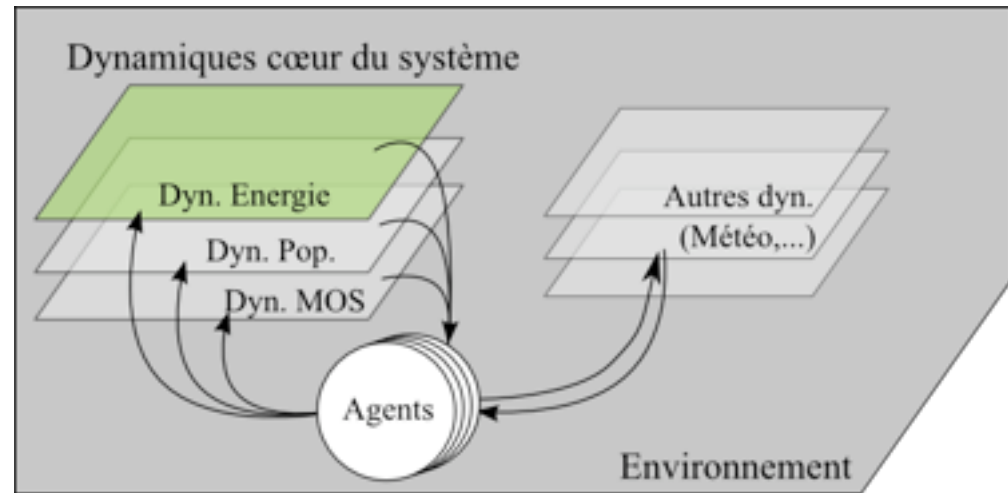 Dynamiques cœur du système
Dyn. Energie
Dyn. Pop.
Dyn. MOS
Autres dyn.
(Météo,...)
Agents
Environnement